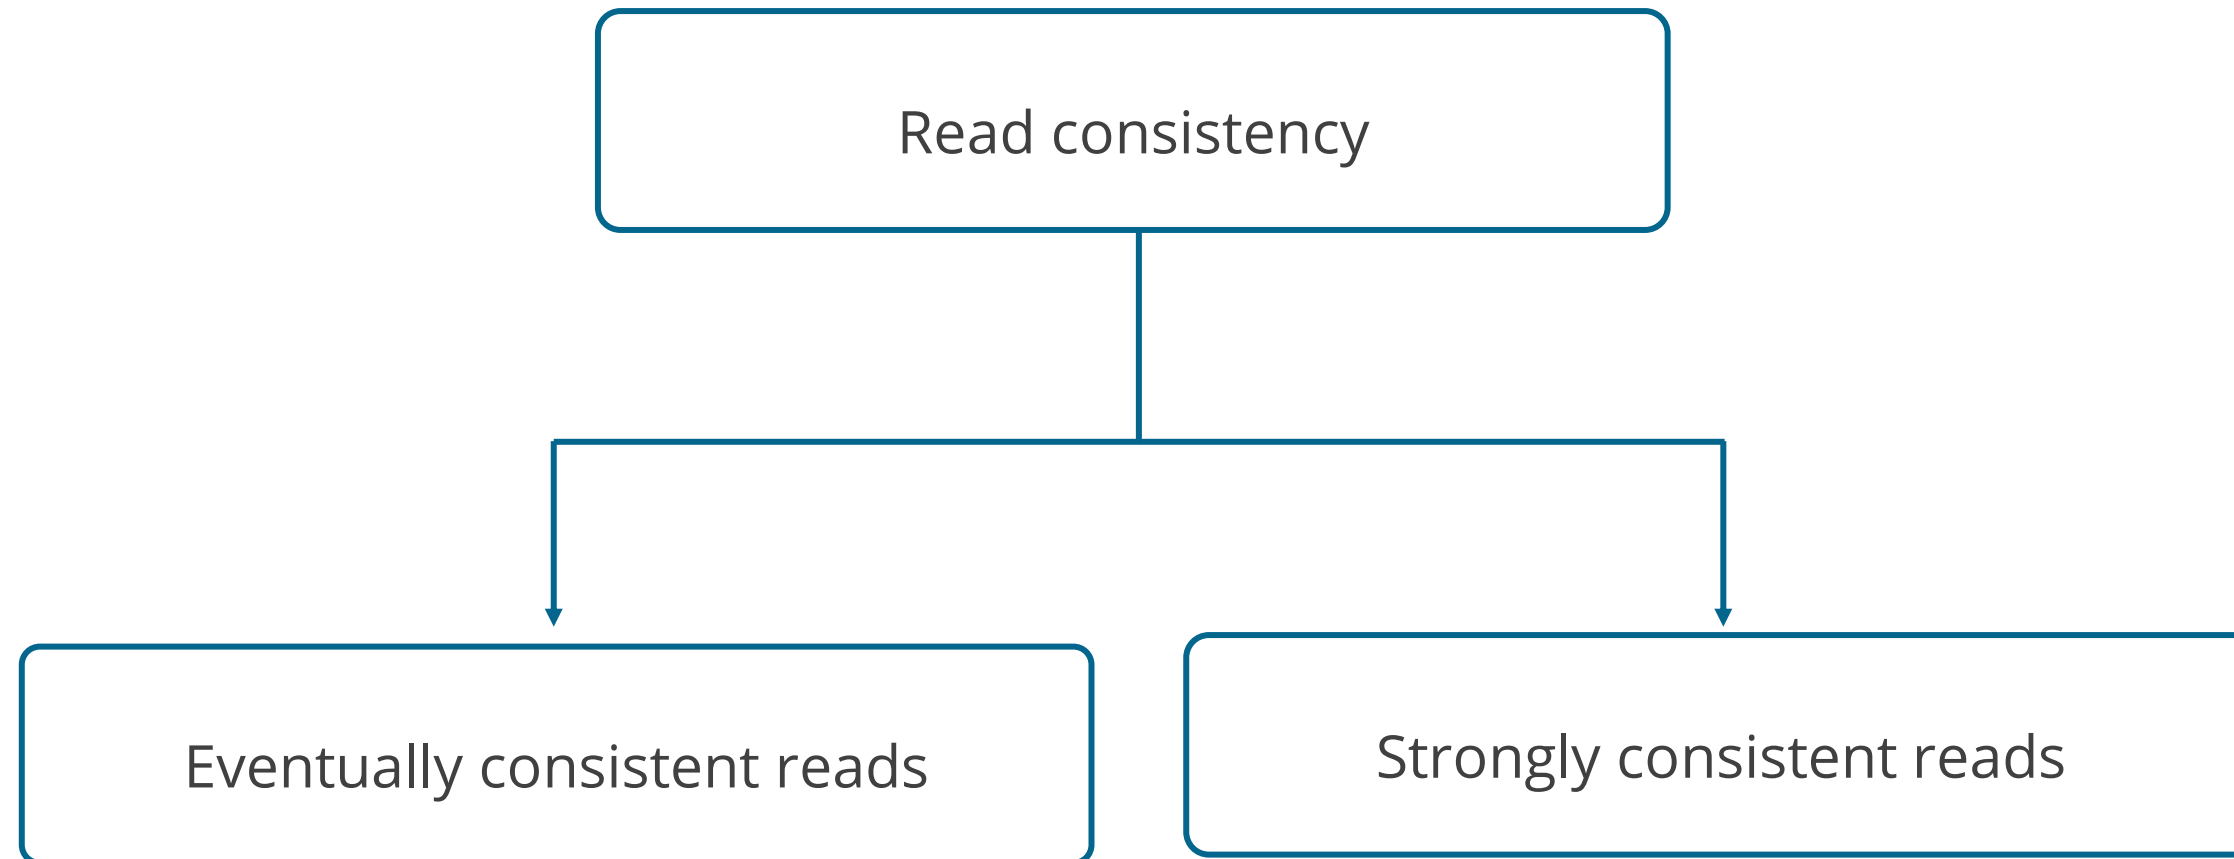 Read consistency
Eventually consistent reads
Strongly consistent reads